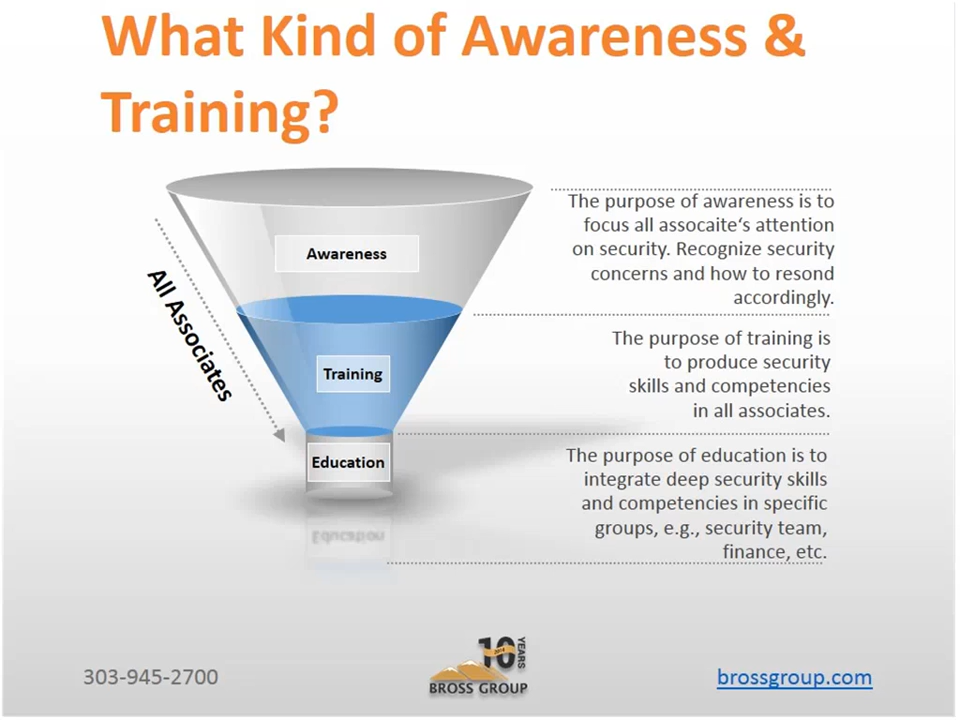 What Kind of Awareness &
Training?
Awareness
The purpose of awareness is to
focus all assocaite‘s attention
on security. Recognize security
concerns and how to resond
accordingly.
All Associates
Training
The purpose of training is
to produce security
skills and competencies
in all associates.
Education
The purpose of education is to
integrate deep security skills
and competencies in specific
groups, e.g., security team,
finance, etc.
Education
303-945-2700
10
YEARS
2014
BROSS GROUP
brossgroup.com